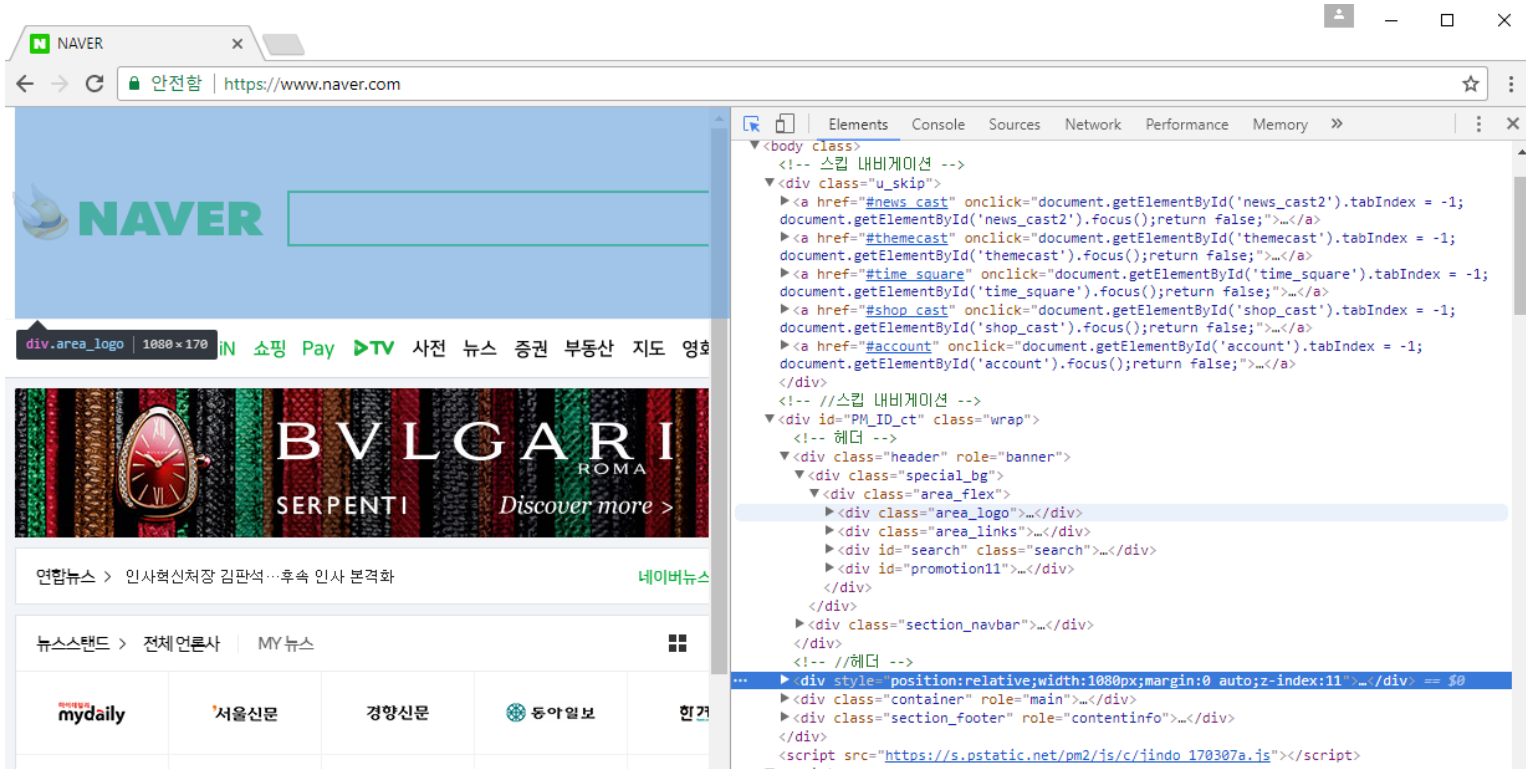 NAVER
안전함 https://www.naver.com
NAVER
div.area_logo 1080×170 iN 쇼핑 Pay TV 사전 뉴스 증권 부동산 지도 영화
BVLGARI
ROMA
SERPENTI Discover more >
연합뉴스 > 인사혁신처장 김판석…후속 인사 본격화 네이버뉴스
뉴스스탠드 > 전체 언론사 MY 뉴스
마이데일리
mydaily 서울신문 경향신문 동아일보 한겨
Elements Console Sources Network Performance Memory »
▼<body class>
<!-- 스킵 내비게이션 -->
▼<div class="u_skip">
▶<a href="#news_cast" onclick="document.getElementById('news_cast2').tabIndex = -1;
document.getElementById('news_cast2').focus();return false;">…</a>
▶<a href="#themecast" onclick="document.getElementById('themecast').tabIndex = -1;
document.getElementById('themecast').focus();return false;">…</a>
▶<a href="#time_square" onclick="document.getElementById('time_square').tabIndex = -1;
document.getElementById('time_square').focus();return false;">…</a>
▶<a href="#shop_cast" onclick="document.getElementById('shop_cast').tabIndex = -1;
document.getElementById('shop_cast').focus();return false;">…</a>
▶<a href="#account" onclick="document.getElementById('account').tabIndex = -1;
document.getElementById('account').focus();return false;">…</a>
</div>
<!-- //스킵 내비게이션 -->
▼<div id="PM_ID_ct" class="wrap">
<!-- 헤더 -->
▼<div class="header" role="banner">
▼<div class="special_bg">
▼<div class="area_flex">
▶<div class="area_logo">…</div>
▶<div class="area_links">…</div>
▶<div id="search" class="search">…</div>
▶<div id="promotion11">…</div>
</div>
</div>
▶<div class="section_navbar">…</div>
</div>
<!-- //헤더 -->
… ▶<div style="position:relative;width:1080px;margin:0 auto;z-index:11">…</div> == $0
▶<div class="container" role="main">…</div>
▶<div class="section_footer" role="contentinfo">…</div>
</div>
<script src="https://s.pstatic.net/pm2/js/c/jindo_170307a.js"></script>